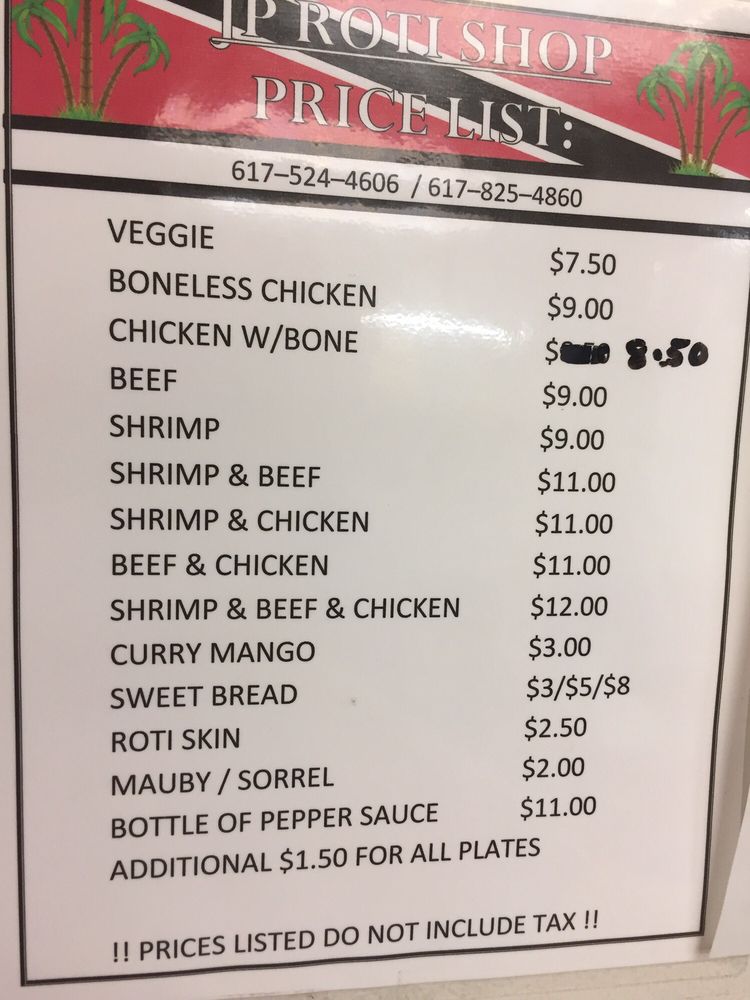 JP ROTI SHOP
PRICE LIST:
617–524–4606 / 617–825–4860
VEGGIE $7.50
BONELESS CHICKEN $9.00
CHICKEN W/BONE $ 8.50
BEEF $9.00
SHRIMP $9.00
SHRIMP & BEEF $11.00
SHRIMP & CHICKEN $11.00
BEEF & CHICKEN $11.00
SHRIMP & BEEF & CHICKEN $12.00
CURRY MANGO $3.00
SWEET BREAD $3/$5/$8
ROTI SKIN $2.50
MAUBY / SORREL $2.00
BOTTLE OF PEPPER SAUCE $11.00
ADDITIONAL $1.50 FOR ALL PLATES
!! PRICES LISTED DO NOT INCLUDE TAX !!